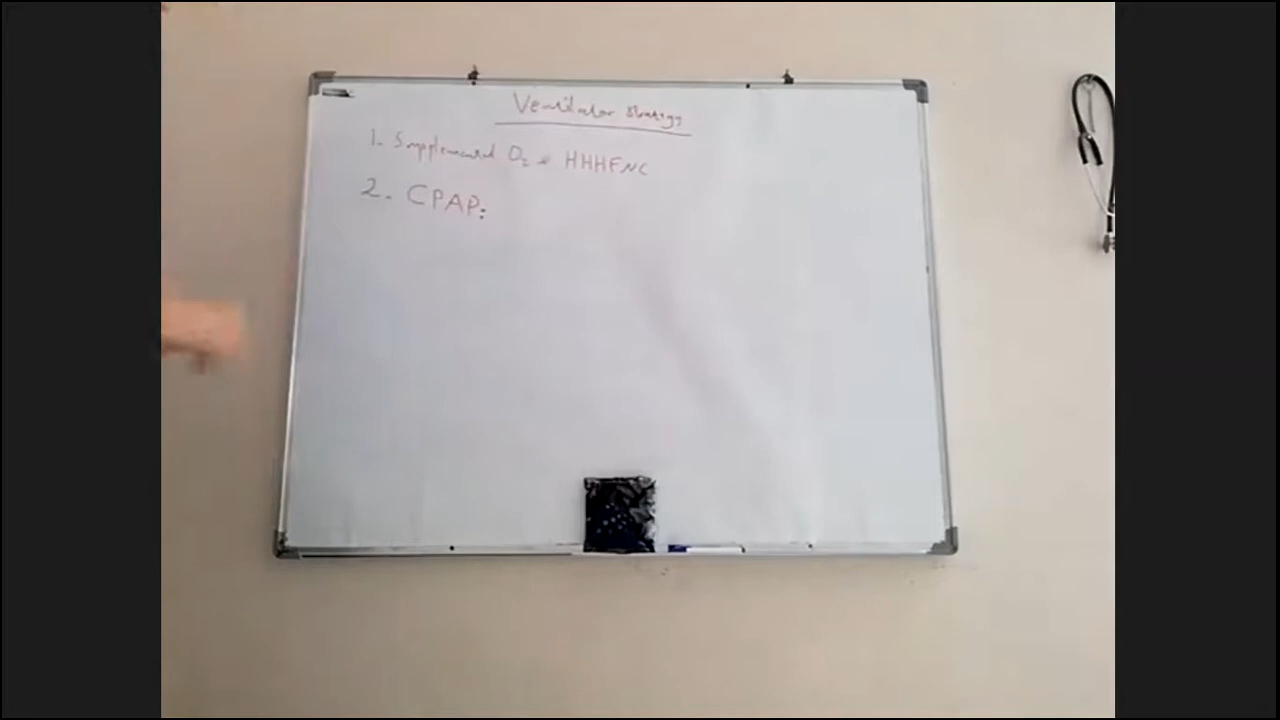 Ventilator Strategy
1. Supplemental O₂ HHHFNC
2. CPAP: